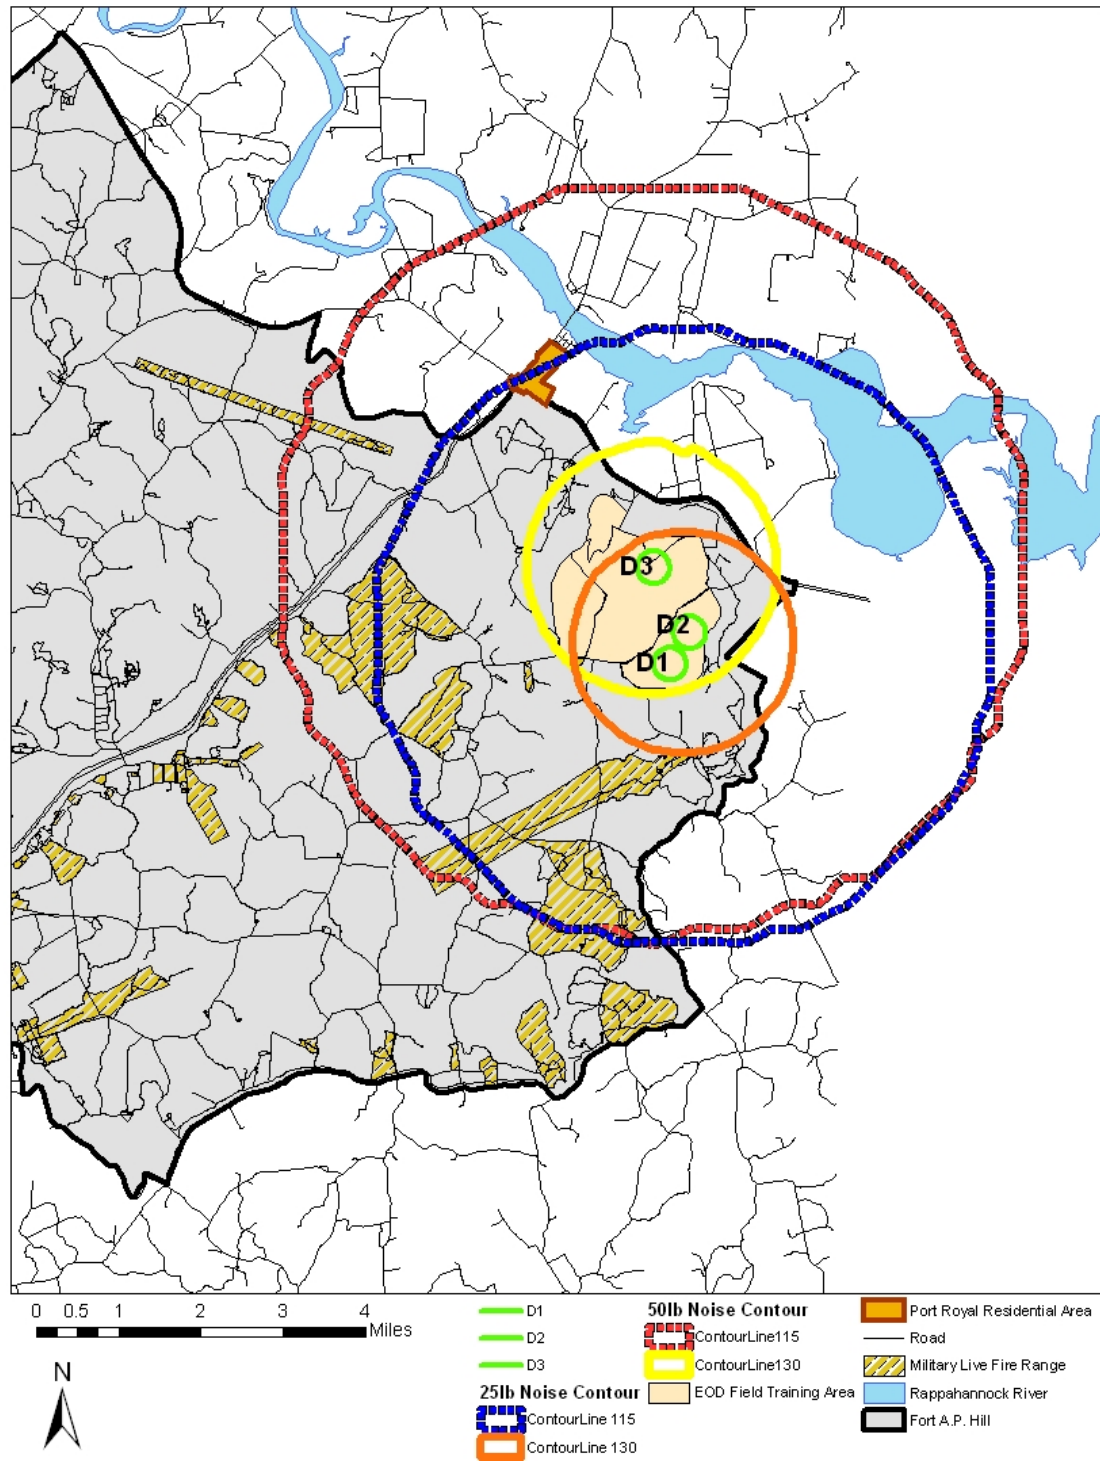 D3
D2
D1
0 0.5 1 2 3 4
Miles
N
D1
D2
D3
25lb Noise Contour
ContourLine 115
ContourLine 130
50lb Noise Contour
ContourLine115
ContourLine130
EOD Field Training Area
Port Royal Residential Area
Road
Military Live Fire Range
Rappahannock River
Fort A.P. Hill